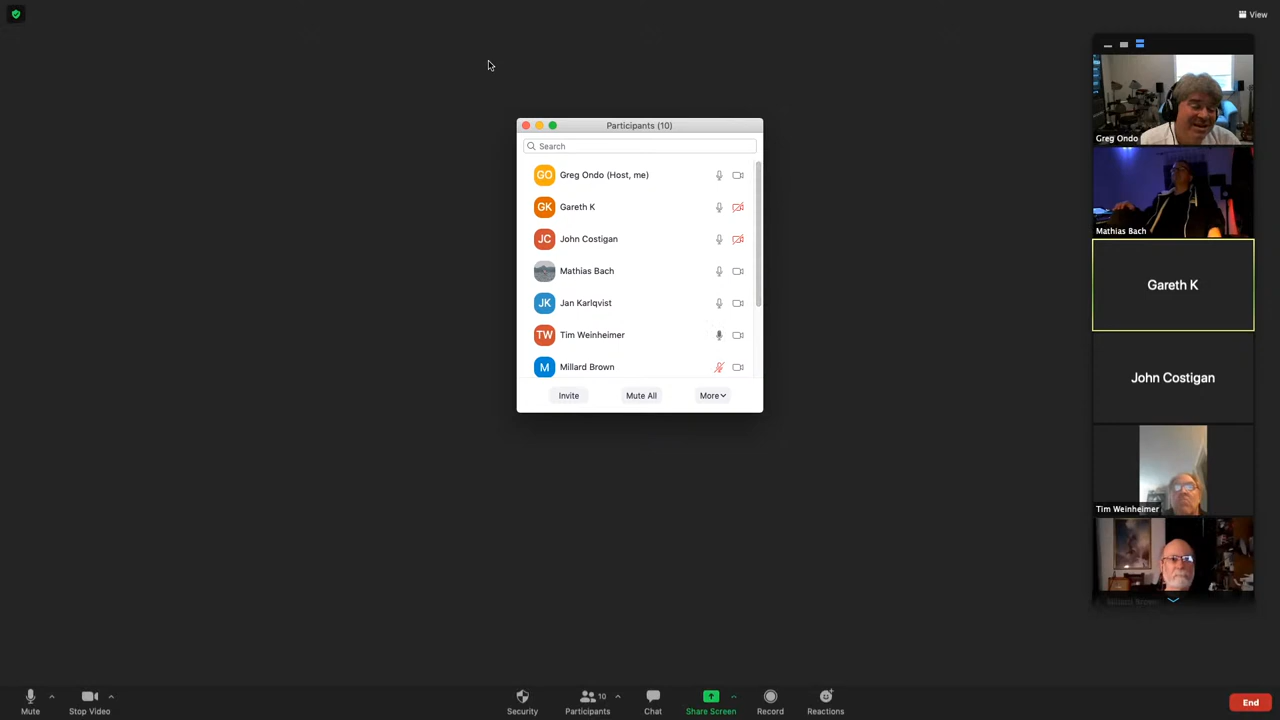 View
Participants (10)
Search
GO Greg Ondo (Host, me)
GK Gareth K
JC John Costigan
Mathias Bach
JK Jan Karlqvist
TW Tim Weinheimer
M Millard Brown
Invite Mute All More
Greg Ondo
Mathias Bach
Gareth K
John Costigan
Tim Weinheimer
Millard Brown
10
Mute Stop Video Security Participants Chat Share Screen Record Reactions End